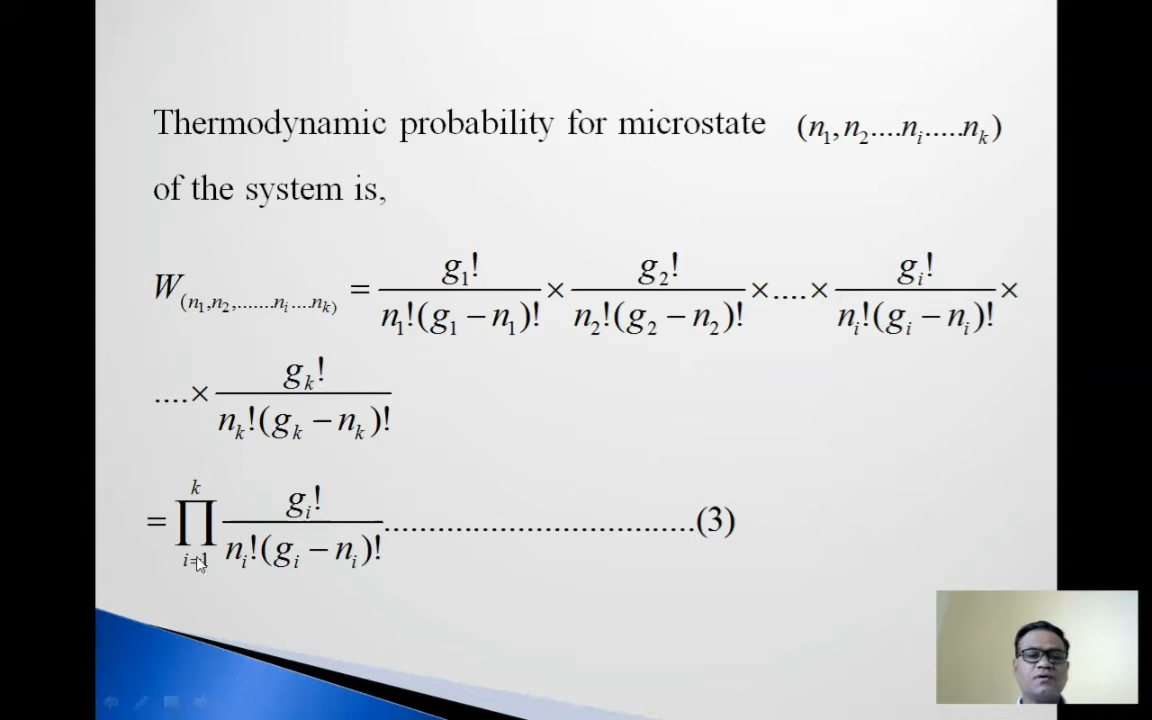 Thermodynamic probability for microstate (n₁,n₂....nᵢ.....nₖ)
of the system is,
W₍ₙ₁,ₙ₂,.......ₙᵢ...ₙₖ₎ = g₁!/n₁!(g₁ − n₁)! × g₂!/n₂!(g₂ − n₂)! ×....× gᵢ!/nᵢ!(gᵢ − nᵢ)! ×
....× gₖ!/nₖ!(gₖ − nₖ)!
= ∏ᵢ₌₁ᵏ gᵢ!/nᵢ!(gᵢ − nᵢ)! ...................................(3)